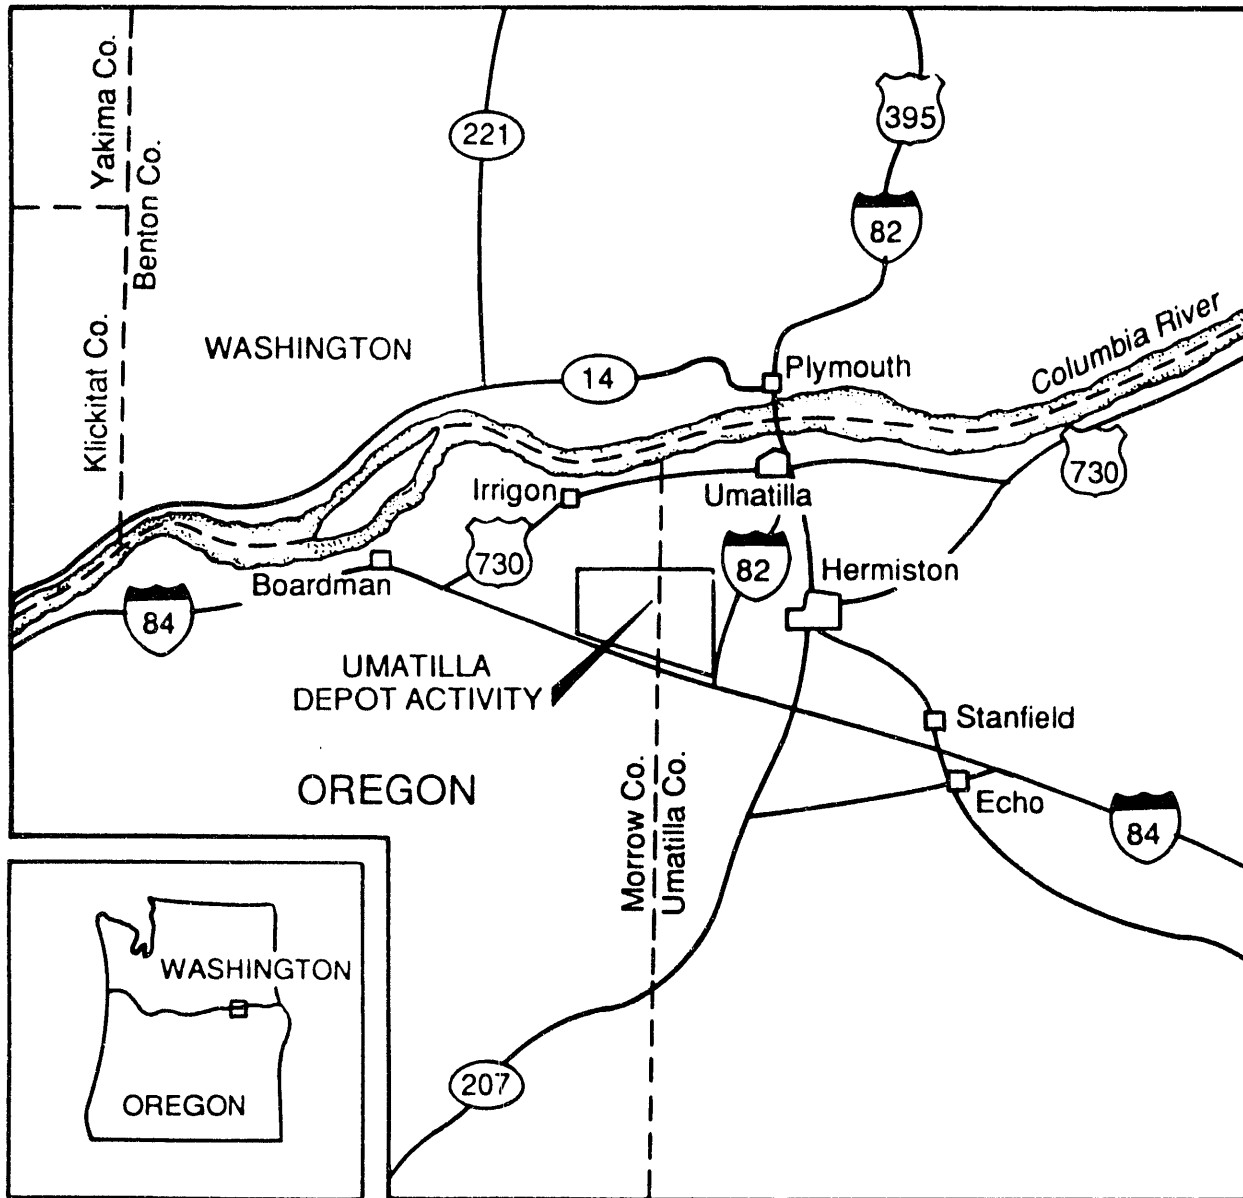 Yakima Co.
Benton Co.
Klickitat Co.
221
395
82
WASHINGTON
14
Plymouth
Columbia River
730
Irrigon
Umatilla
730
82
Hermiston
Boardman
84
UMATILLA
DEPOT ACTIVITY
Stanfield
OREGON
Morrow Co.
Umatilla Co.
Echo
84
WASHINGTON
OREGON
207